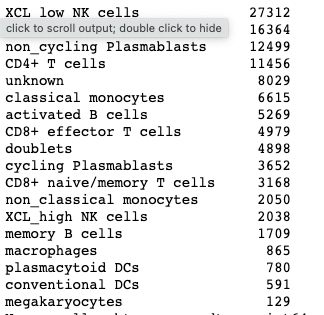 XCL_low NK cells 27312
click to scroll output; double click to hide 16364
non_cycling Plasmablasts 12499
CD4+ T cells 11456
unknown 8029
classical monocytes 6615
activated B cells 5269
CD8+ effector T cells 4979
doublets 4898
cycling Plasmablasts 3652
CD8+ naive/memory T cells 3168
non_classical monocytes 2050
XCL_high NK cells 2038
memory B cells 1709
macrophages 865
plasmacytoid DCs 780
conventional DCs 591
megakaryocytes 129